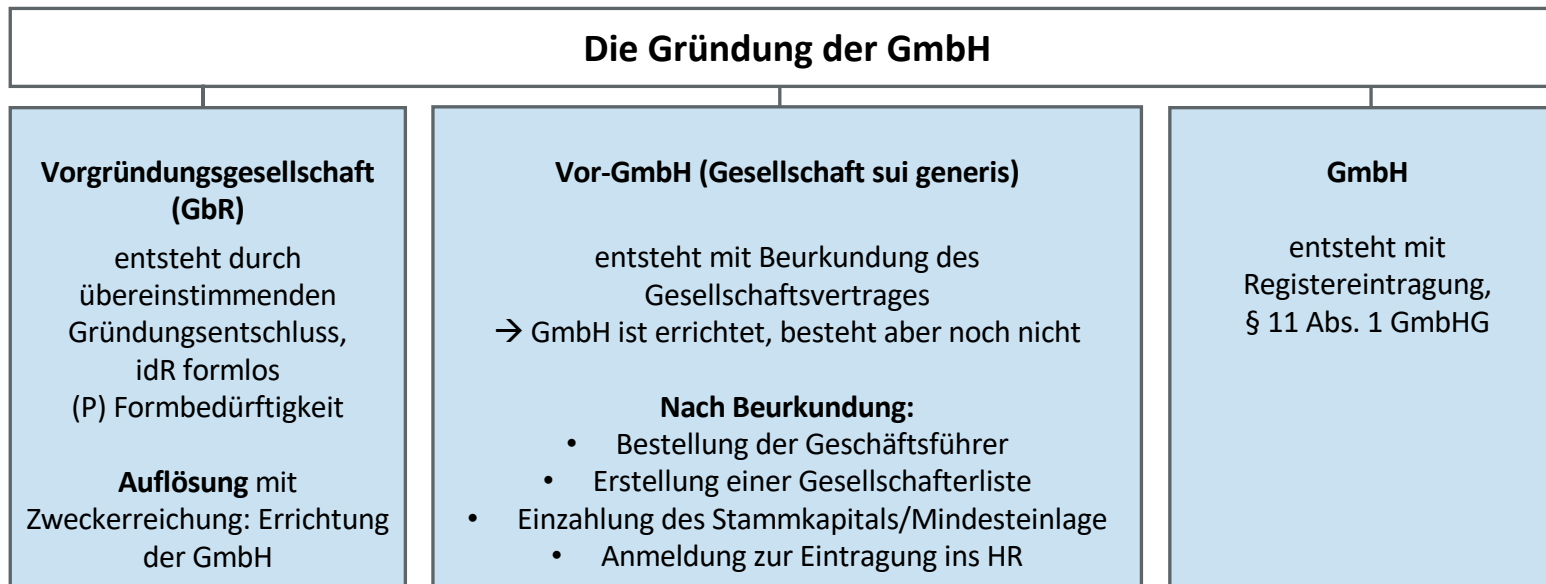 Die Gründung der GmbH
Vorgründungsgesellschaft
(GbR)
entsteht durch
übereinstimmenden
Gründungsentschluss,
idR formlos
(P) Formbedürftigkeit
Auflösung mit
Zweckerreichung: Errichtung
der GmbH
Vor-GmbH (Gesellschaft sui generis)
entsteht mit Beurkundung des
Gesellschaftsvertrages
→ GmbH ist errichtet, besteht aber noch nicht
Nach Beurkundung:
• Bestellung der Geschäftsführer
• Erstellung einer Gesellschafterliste
• Einzahlung des Stammkapitals/Mindesteinlage
• Anmeldung zur Eintragung ins HR
GmbH
entsteht mit
Registereintragung,
§ 11 Abs. 1 GmbHG